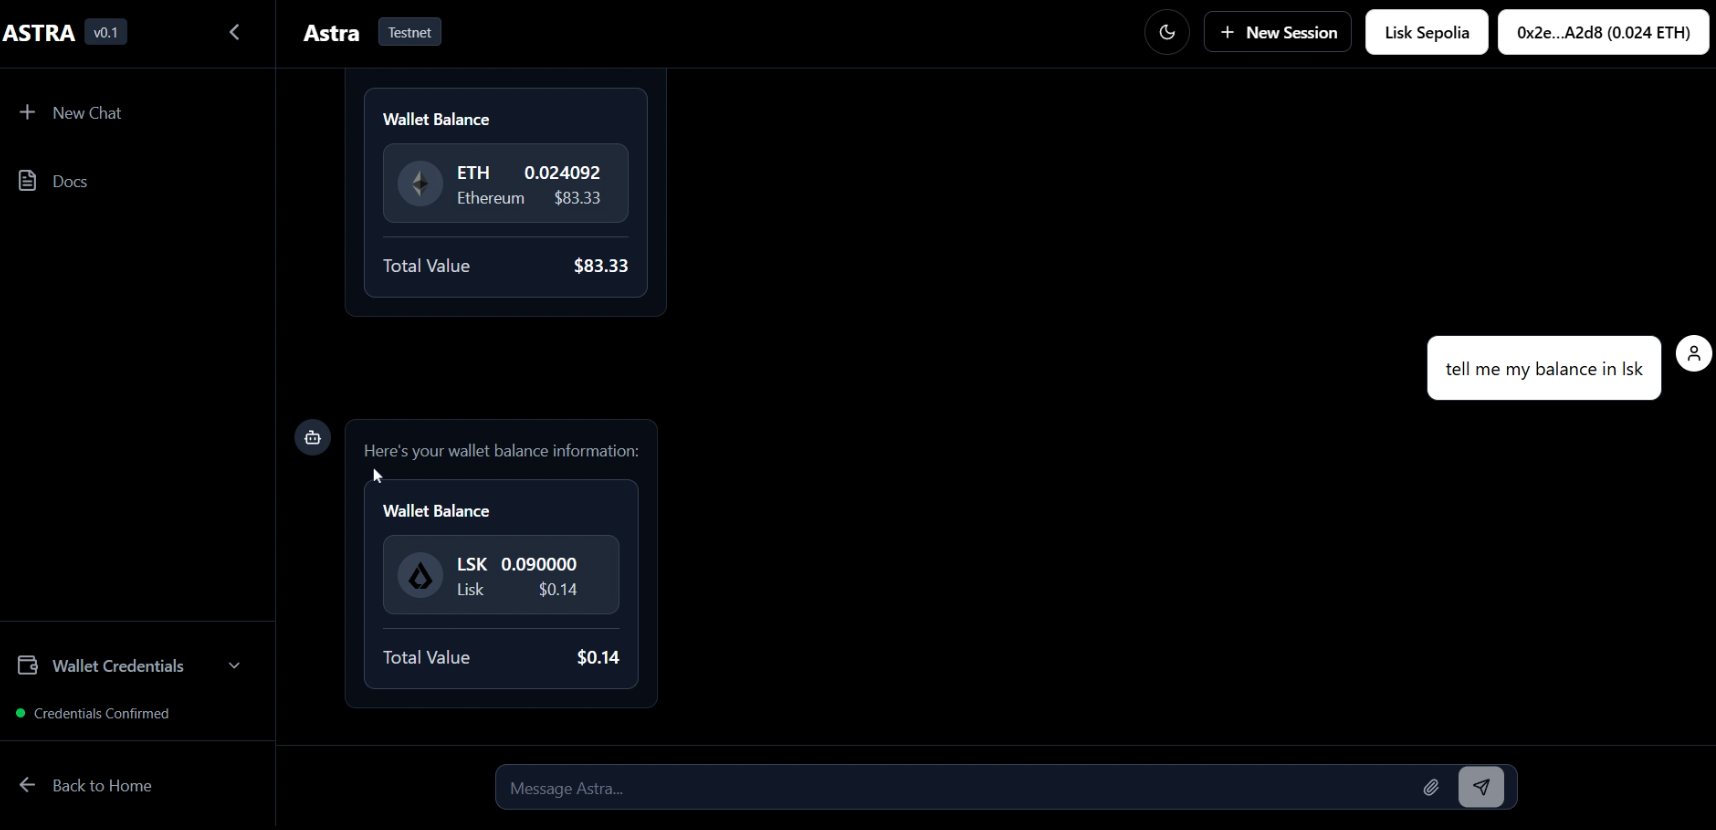 ASTRA v0.1
Astra Testnet
New Session
Lisk Sepolia
0x2e...A2d8 (0.024 ETH)
New Chat
Docs
Wallet Balance
ETH 0.024092
Ethereum $83.33
Total Value $83.33
tell me my balance in lsk
Here's your wallet balance information:
Wallet Balance
LSK 0.090000
Lisk $0.14
Total Value $0.14
Wallet Credentials
Credentials Confirmed
Back to Home
Message Astra...